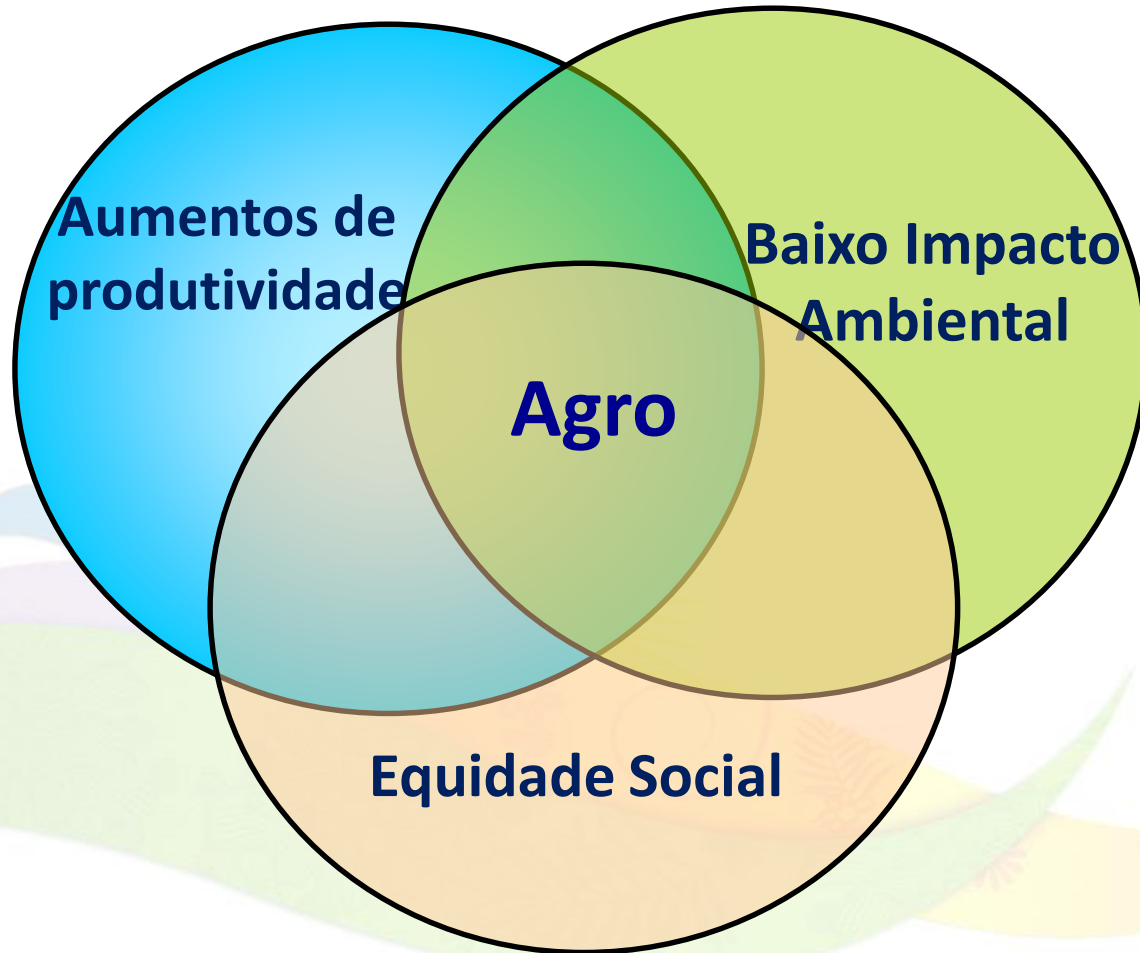 Aumentos de
produtividade
Baixo Impacto
Ambiental
Agro
Equidade Social